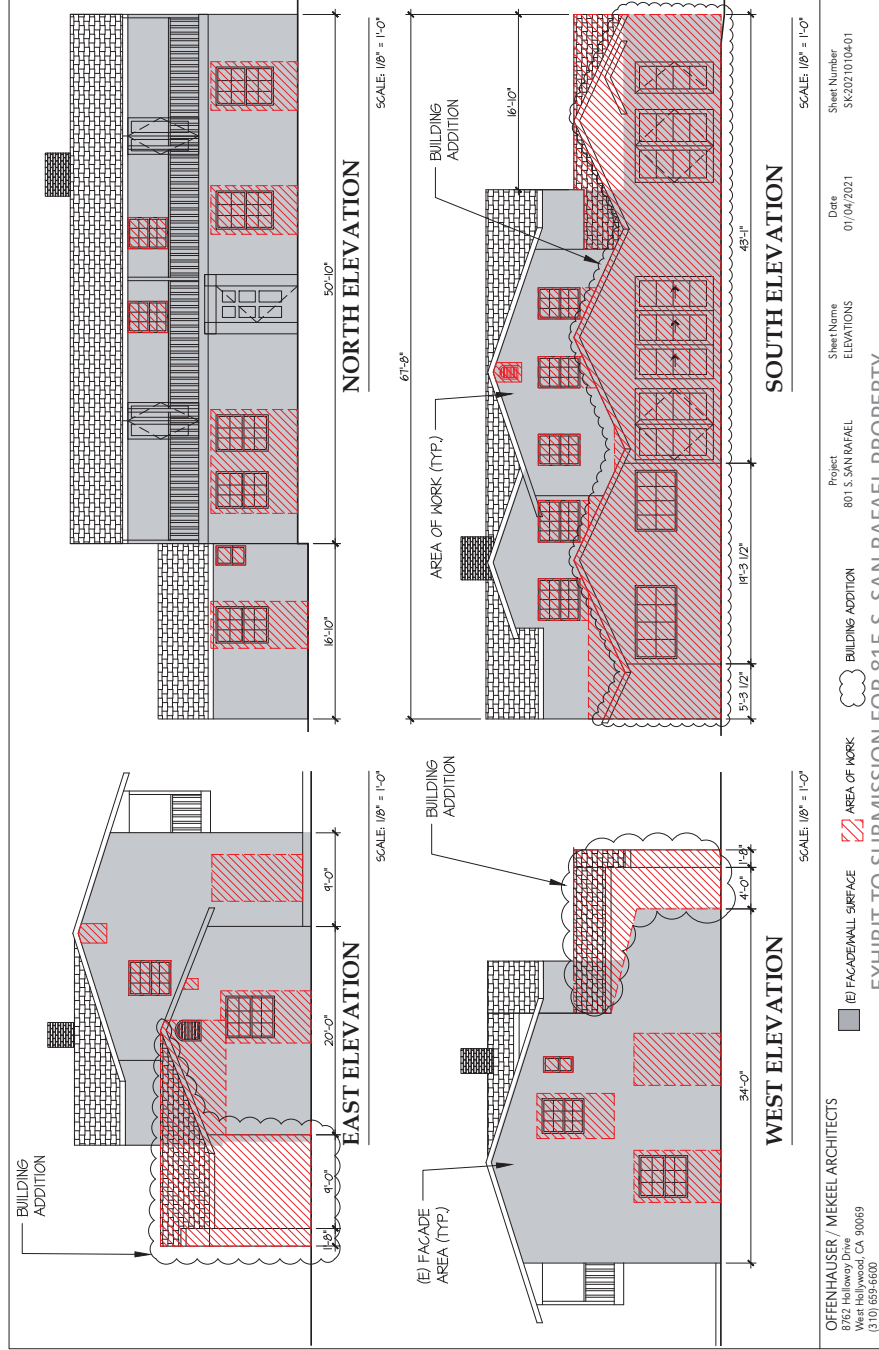 BUILDING
ADDITION
1'-8"
9'-0"
20'-0"
9'-0"
EAST ELEVATION
SCALE: 1/8" = 1'-0"
16'-10"
50'-10"
NORTH ELEVATION
SCALE: 1/8" = 1'-0"
(E) FACADE
AREA (TYP.)
BUILDING
ADDITION
34'-0"
4'-0"
1'-8"
WEST ELEVATION
SCALE: 1/8" = 1'-0"
67'-8"
16'-10"
AREA OF WORK (TYP.)
BUILDING
ADDITION
5'-3 1/2"
19'-3 1/2"
43'-1"
SOUTH ELEVATION
SCALE: 1/8" = 1'-0"
OFFENHAUSER / MEKEEL ARCHITECTS
8762 Holloway Drive
West Hollywood, CA 90069
(310) 659-6600
(E) FACADE/WALL SURFACE
AREA OF WORK
BUILDING ADDITION
Project
801 S. SAN RAFAEL
Sheet Name
ELEVATIONS
Date
01/04/2021
Sheet Number
SK-20210104-01
EXHIBIT TO SUBMISSION FOR 815 S. SAN RAFAEL PROPERTY